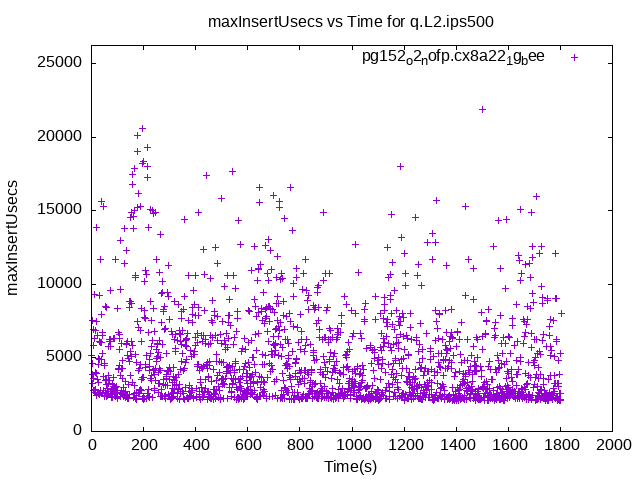 maxInsertUsecs vs Time for q.L2.ips500
pg152_o2_nofp.cx8a22_1g_bee
25000
20000
15000
10000
5000
0
maxInsertUsecs
0 200 400 600 800 1000 1200 1400 1600 1800 2000
Time(s)